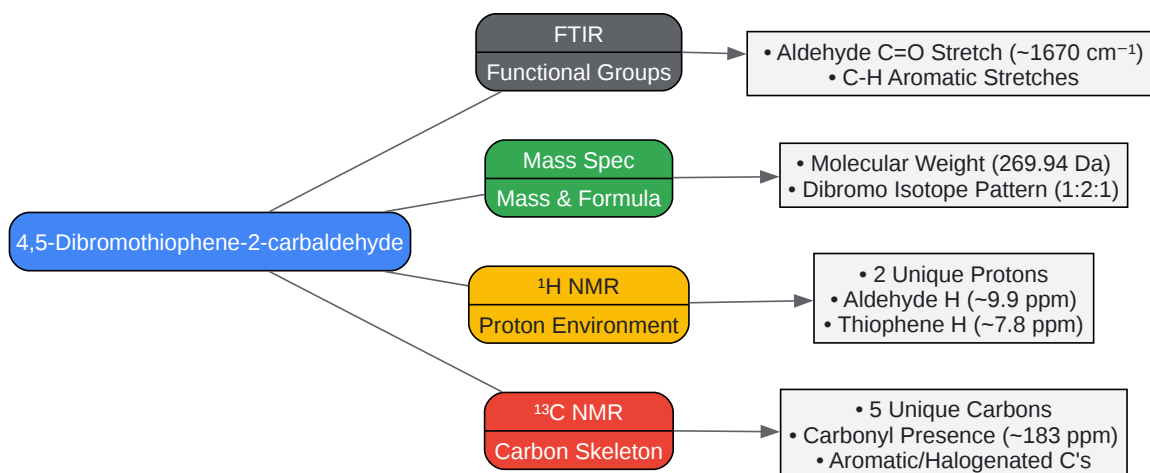 FTIR
Functional Groups
• Aldehyde C=O Stretch (~1670 cm⁻¹)
• C-H Aromatic Stretches
Mass Spec
Mass & Formula
• Molecular Weight (269.94 Da)
• Dibromo Isotope Pattern (1:2:1)
4,5-Dibromothiophene-2-carbaldehyde
¹H NMR
Proton Environment
• 2 Unique Protons
• Aldehyde H (~9.9 ppm)
• Thiophene H (~7.8 ppm)
¹³C NMR
Carbon Skeleton
• 5 Unique Carbons
• Carbonyl Presence (~183 ppm)
• Aromatic/Halogenated C's